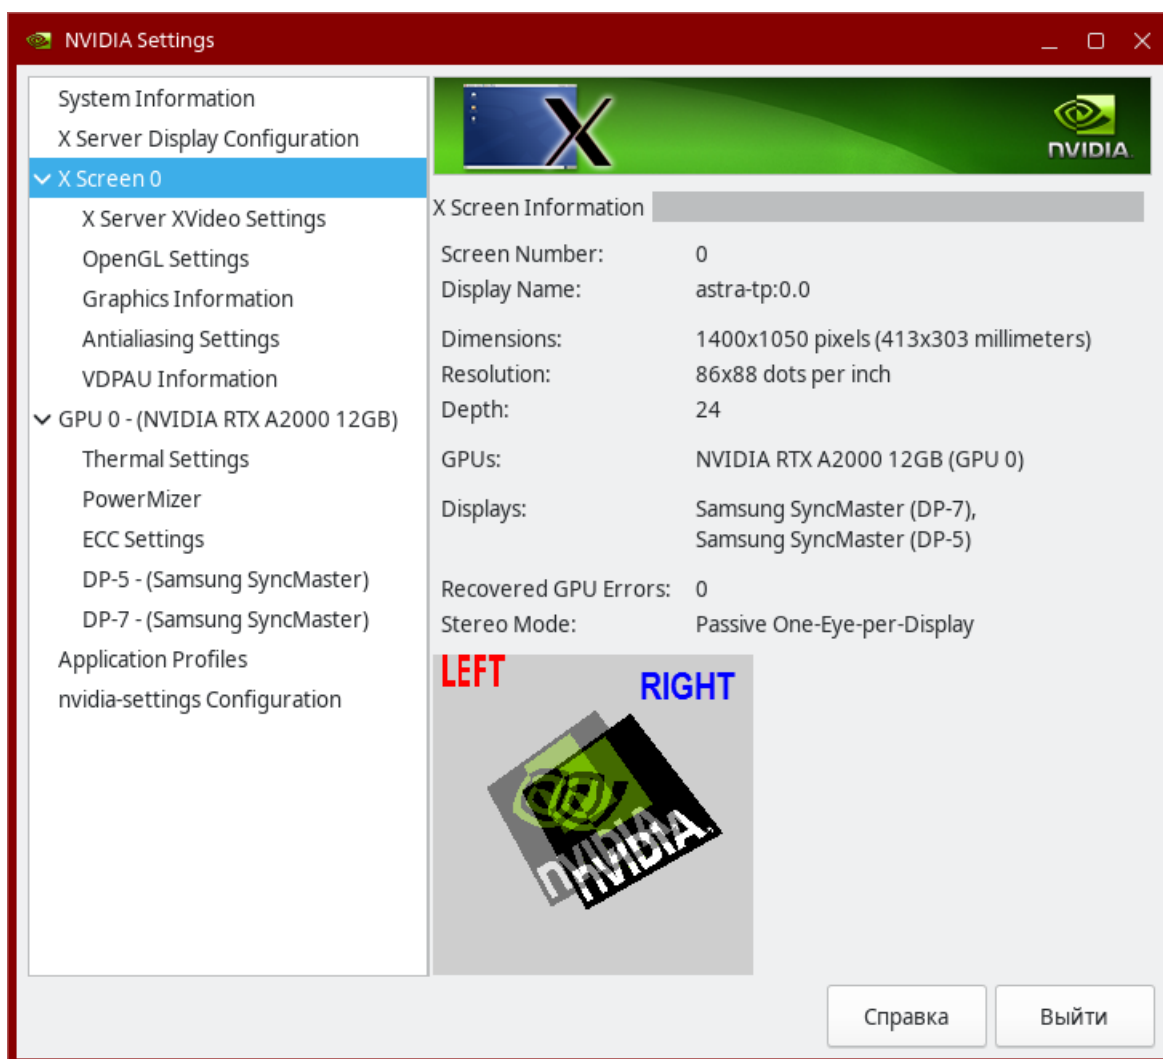 NVIDIA Settings
System Information
X Server Display Configuration
X Screen 0
X Server XVideo Settings
OpenGL Settings
Graphics Information
Antialiasing Settings
VDPAU Information
GPU 0 - (NVIDIA RTX A2000 12GB)
Thermal Settings
PowerMizer
ECC Settings
DP-5 - (Samsung SyncMaster)
DP-7 - (Samsung SyncMaster)
Application Profiles
nvidia-settings Configuration
X
NVIDIA.
X Screen Information
Screen Number: 0
Display Name: astra-tp:0.0
Dimensions: 1400x1050 pixels (413x303 millimeters)
Resolution: 86x88 dots per inch
Depth: 24
GPUs: NVIDIA RTX A2000 12GB (GPU 0)
Displays: Samsung SyncMaster (DP-7),
Samsung SyncMaster (DP-5)
Recovered GPU Errors: 0
Stereo Mode: Passive One-Eye-per-Display
LEFT
RIGHT
nVIDIA.
nVIDIA.
Справка
Выйти